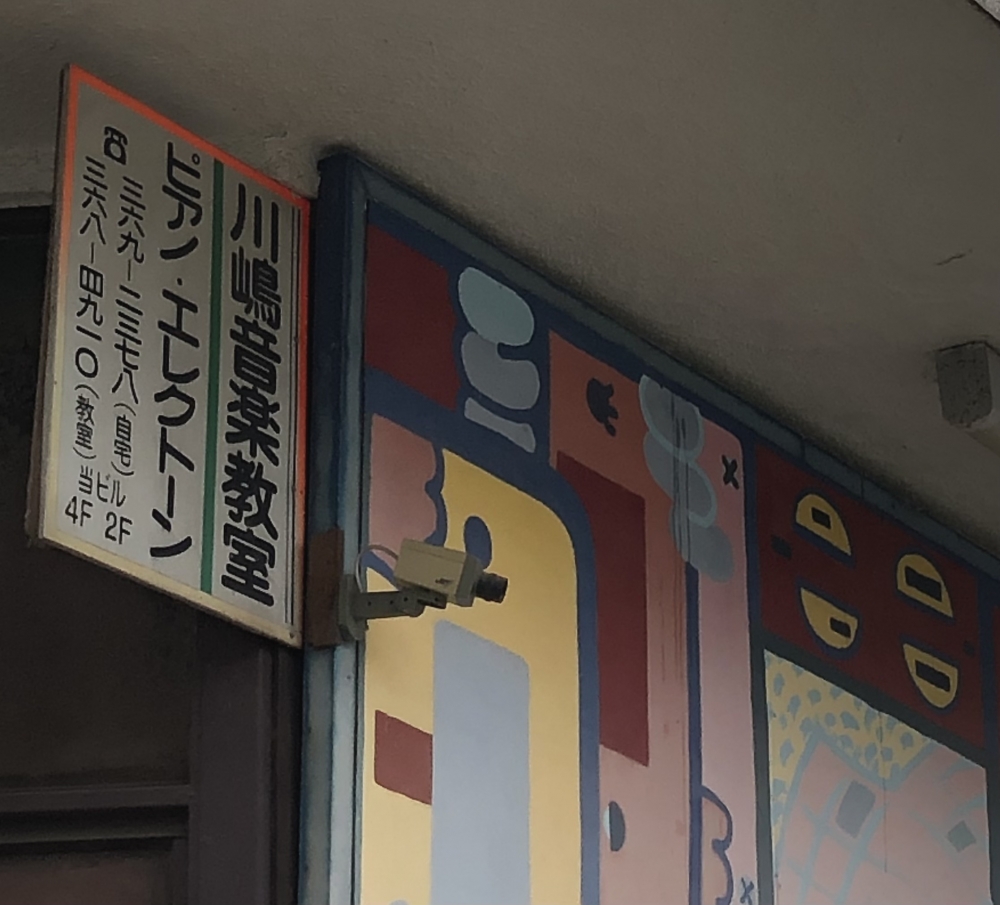 川嶋音楽教室
ピアノ・エレクトーン
☎ 三六九ー二三七八(自宅)
三六八ー四九一〇(教室)
当ビル
2F
4F